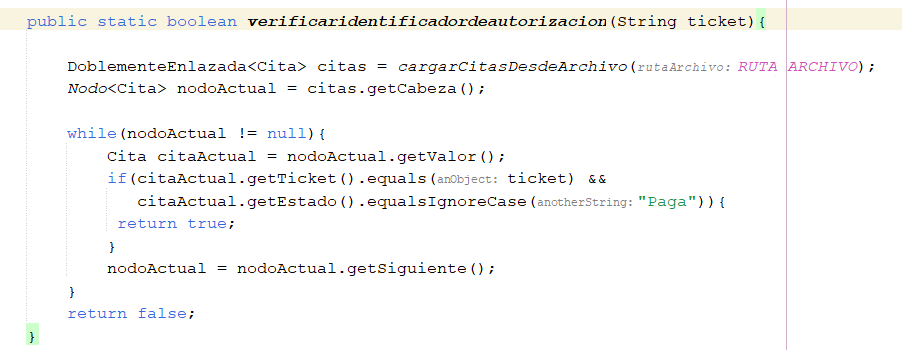 public static boolean verificaridentificadordeautorizacion(String ticket){
DoblementeEnlazada<Cita> citas = cargarCitasDesdeArchivo(rutaArchivo: RUTA ARCHIVO);
Nodo<Cita> nodoActual = citas.getCabeza();
while(nodoActual != null){
Cita citaActual = nodoActual.getValor();
if(citaActual.getTicket().equals(anObject: ticket) &&
citaActual.getEstado().equalsIgnoreCase(anotherString: "Paga")){
return true;
}
nodoActual = nodoActual.getSiguiente();
}
return false;
}